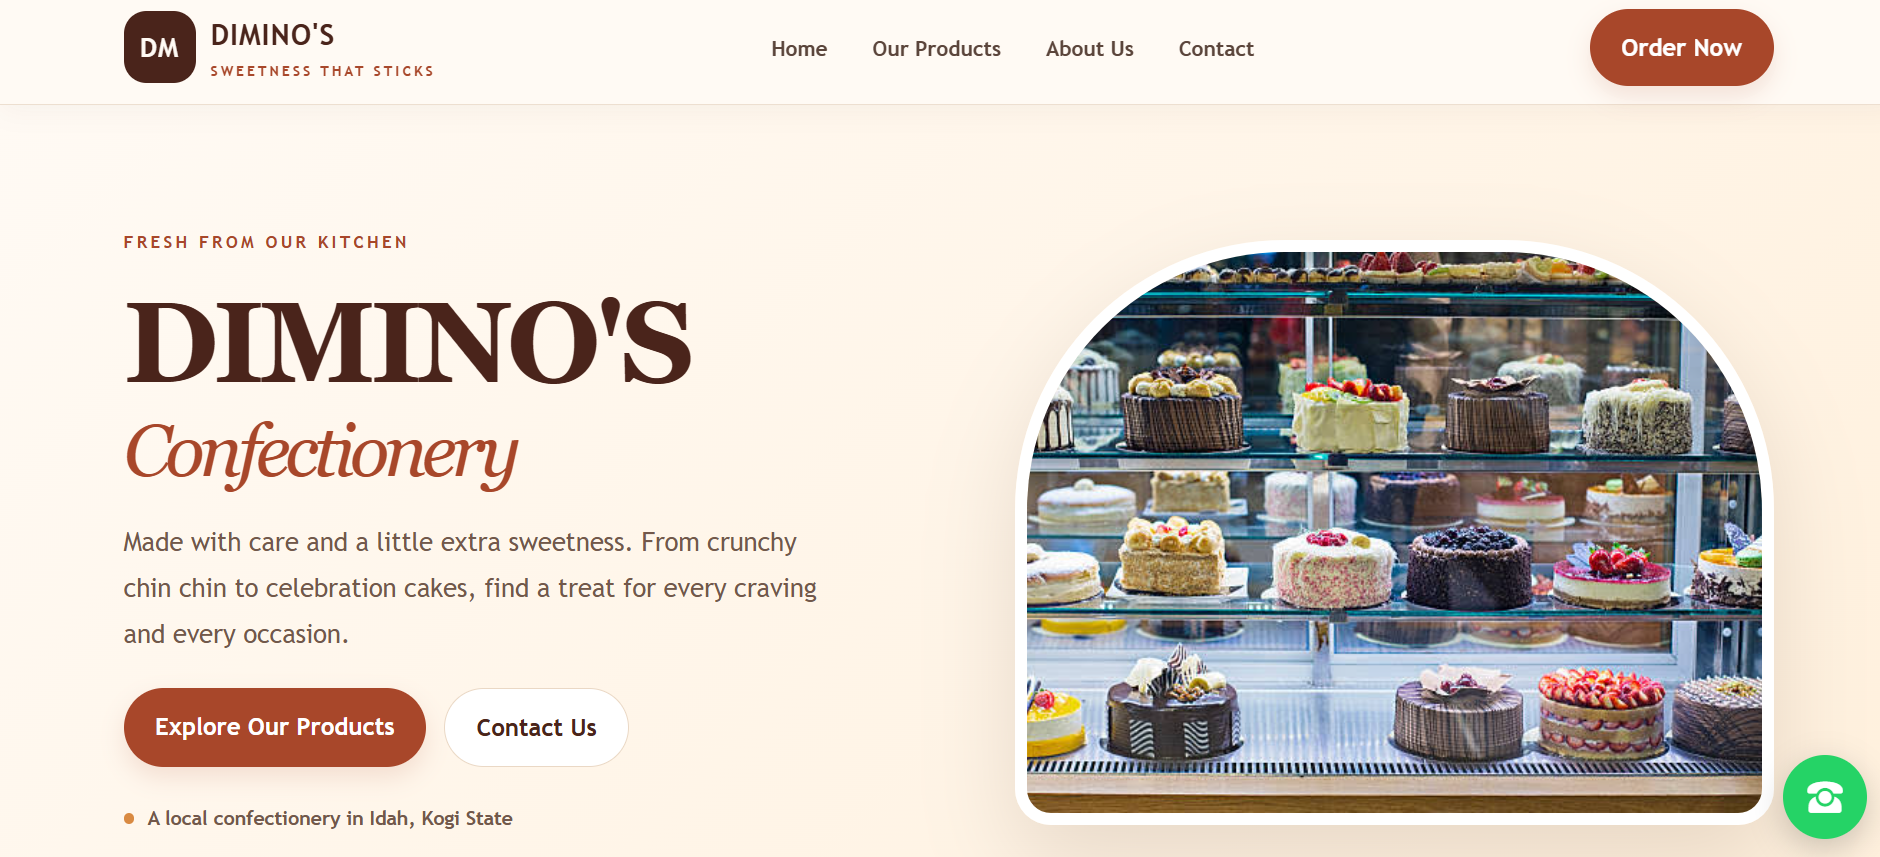 DM
DIMINO'S
SWEETNESS THAT STICKS
Home
Our Products
About Us
Contact
Order Now
FRESH FROM OUR KITCHEN
DIMINO'S
Confectionery
Made with care and a little extra sweetness. From crunchy
chin chin to celebration cakes, find a treat for every craving
and every occasion.
Explore Our Products
Contact Us
A local confectionery in Idah, Kogi State